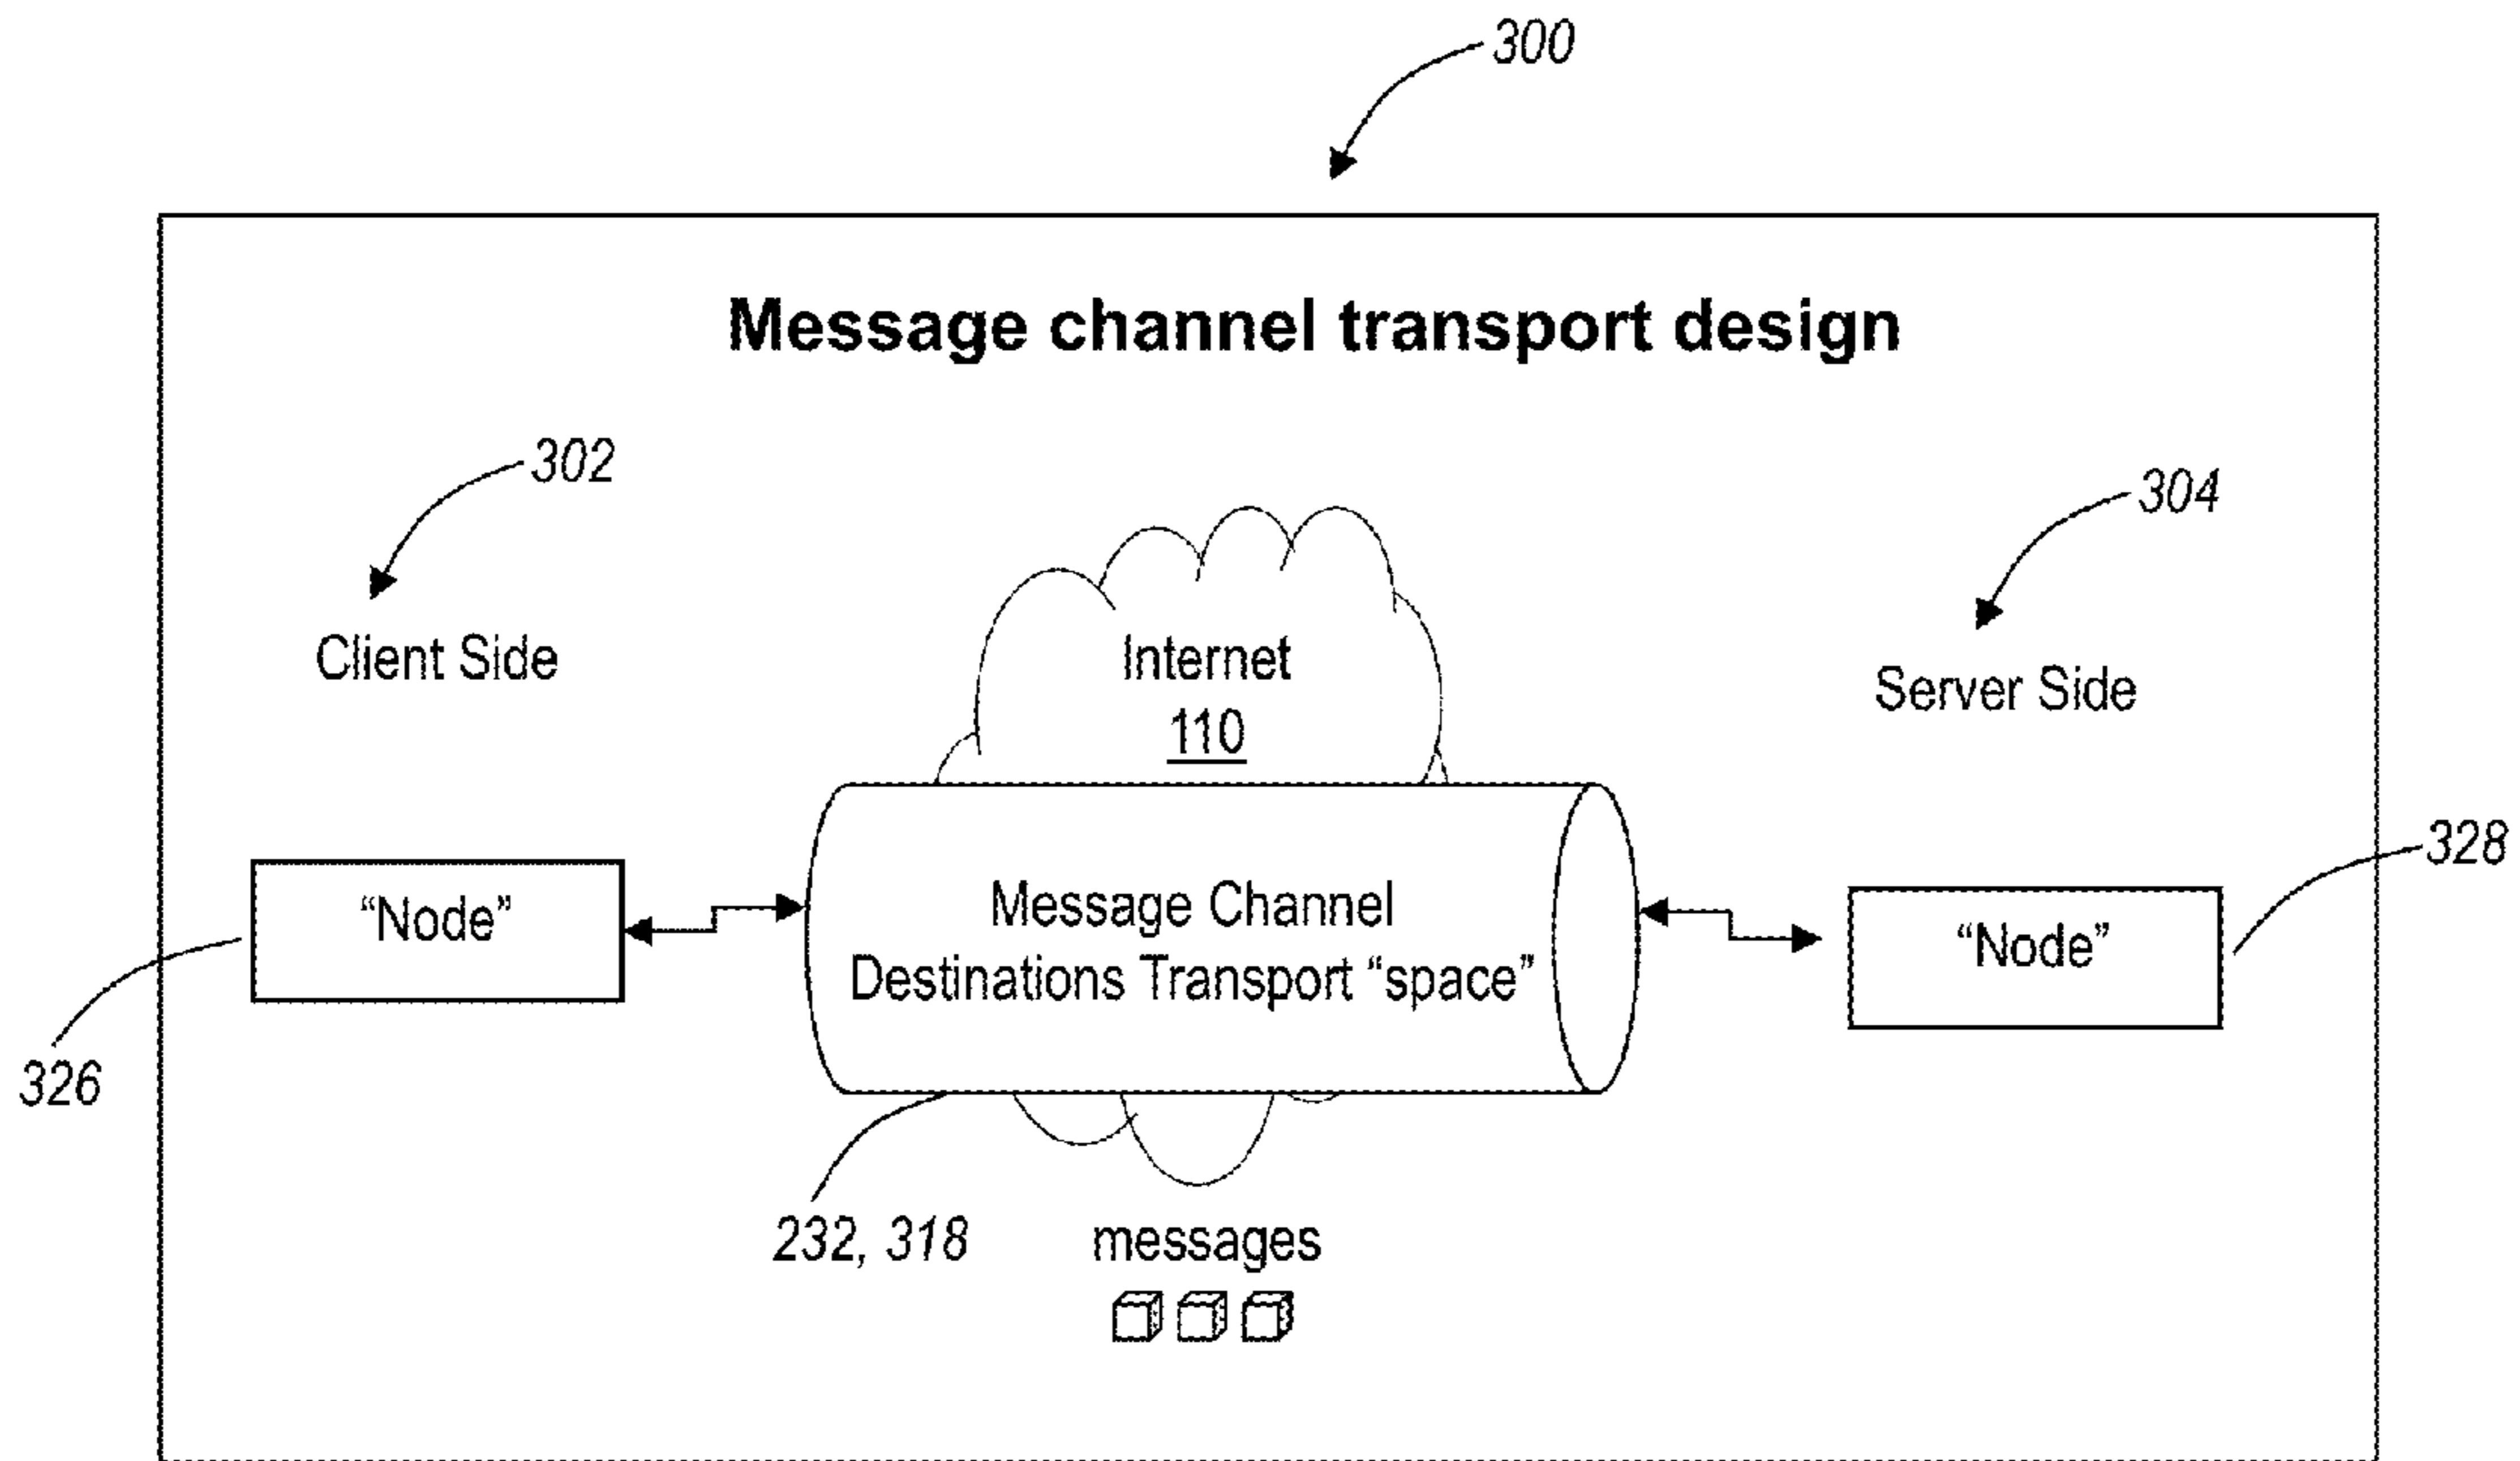 300
Message channel transport design
302
304
Client Side
Internet
110
Server Side
328
“Node”
Message Channel
Destinations Transport “space”
“Node”
326
232, 318
messages